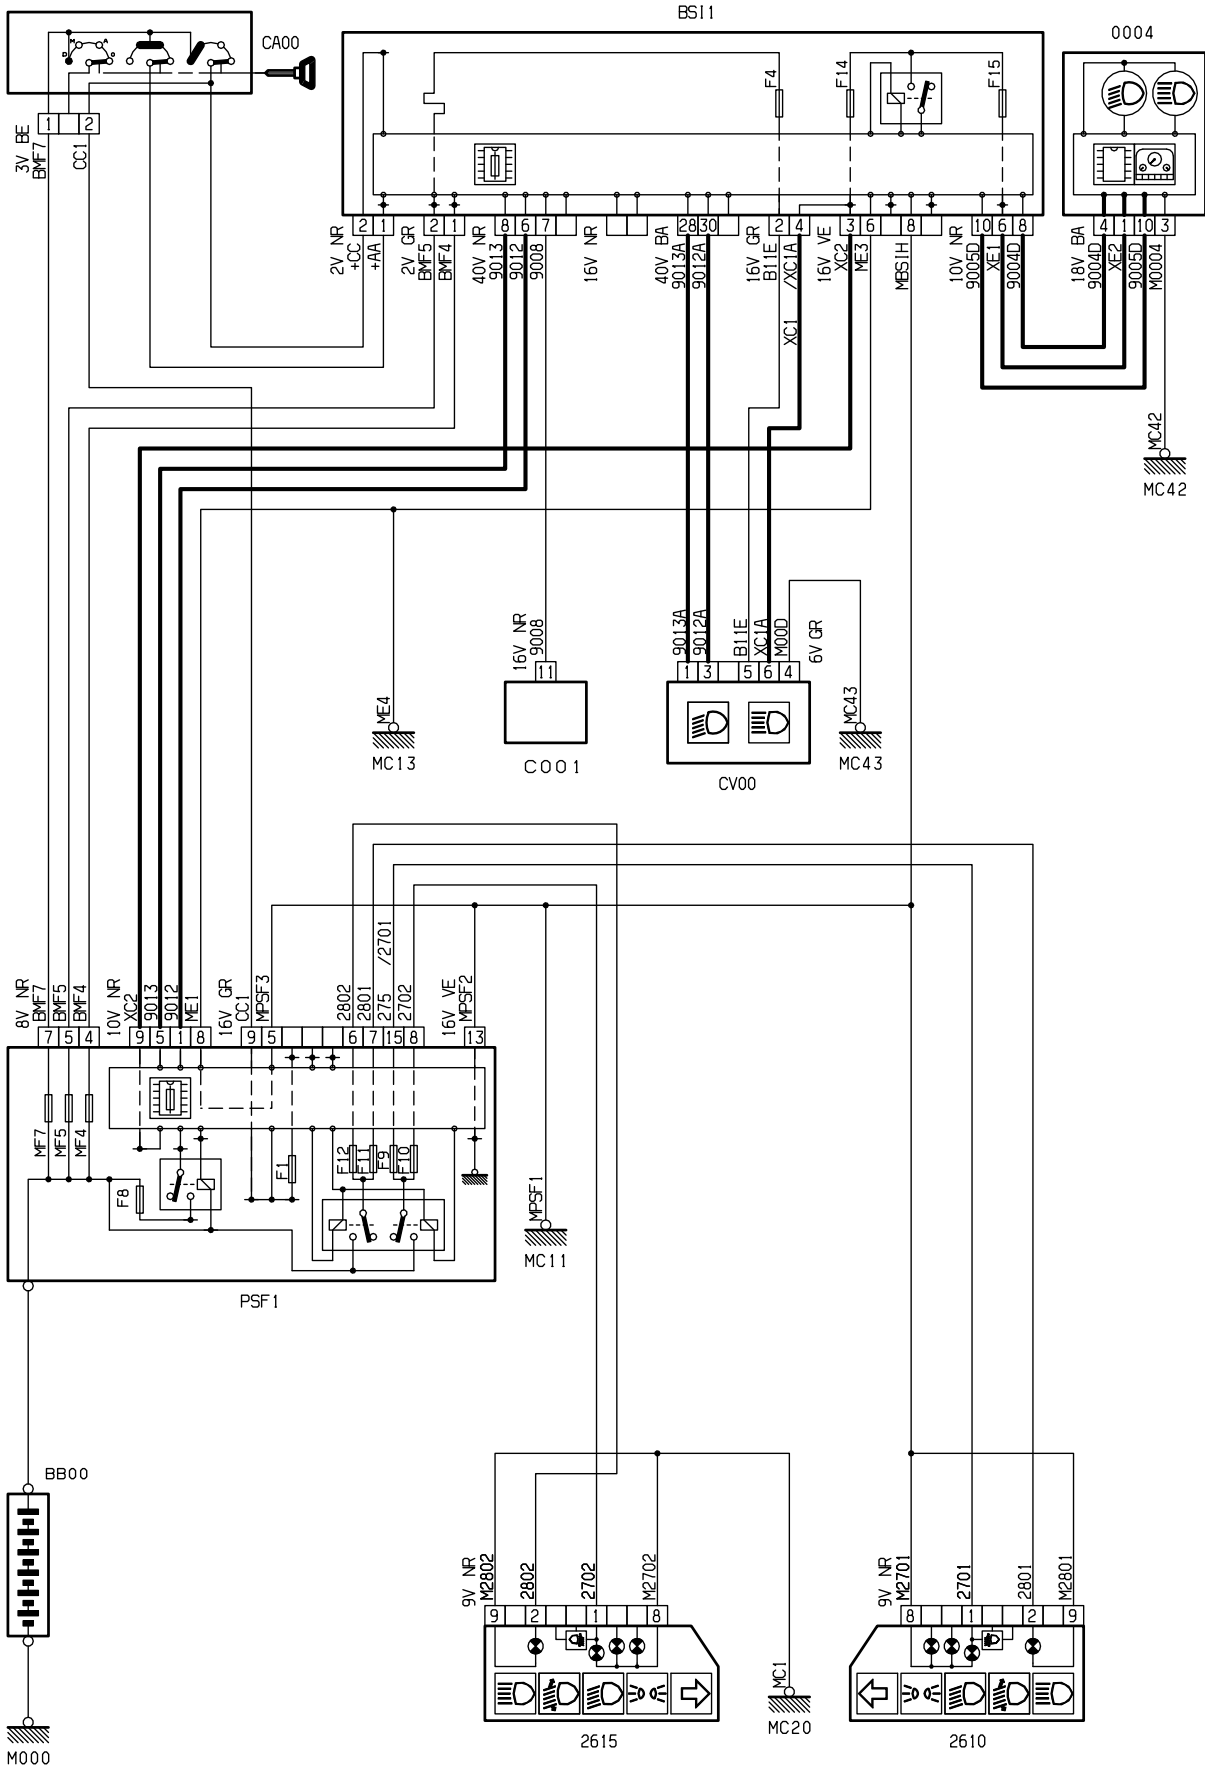 BSI1
0004
CA00
M A
D O
F4
F14
F15
1 2
3V BE
BMF7
CC1
2 1 2 1 8 6 7 28 30 2 4 3 6 8 10 6 8 4 1 10 3
2V NR
+CC
+AA
2V GR
BMF5
BMF4
40V NR
9013
9012
9008
16V NR
40V BA
9013A
9012A
16V GR
B11E
/XC1A
XC1
16V VE
XC2
ME3
MBSIH
10V NR
9005D
XE1
9004D
18V BA
9004D
XE2
9005D
M0004
MC42
MC42
16V NR
9008
11
C001
9013A
9012A
B11E
XC1A
M00D
6V GR
1 3 5 6 4
CV00
MC43
MC43
ME4
MC13
8V NR
BMF7
BMF5
BMF4
10V NR
XC2
9013
9012
ME1
16V GR
CC1
MPSF3
2802
2801
275
/2701
2702
16V VE
MPSF2
7 5 4 9 5 1 8 9 5 6 7 15 8 13
MF7
MF5
MF4
F8
F1
F12
F11
F9
F10
MPSF1
MC11
PSF1
BB00
M000
9V NR
M2802
2802
2702
M2702
9 2 1 8
2615
MC1
MC20
9V NR
M2701
2701
2801
M2801
8 1 2 9
2610